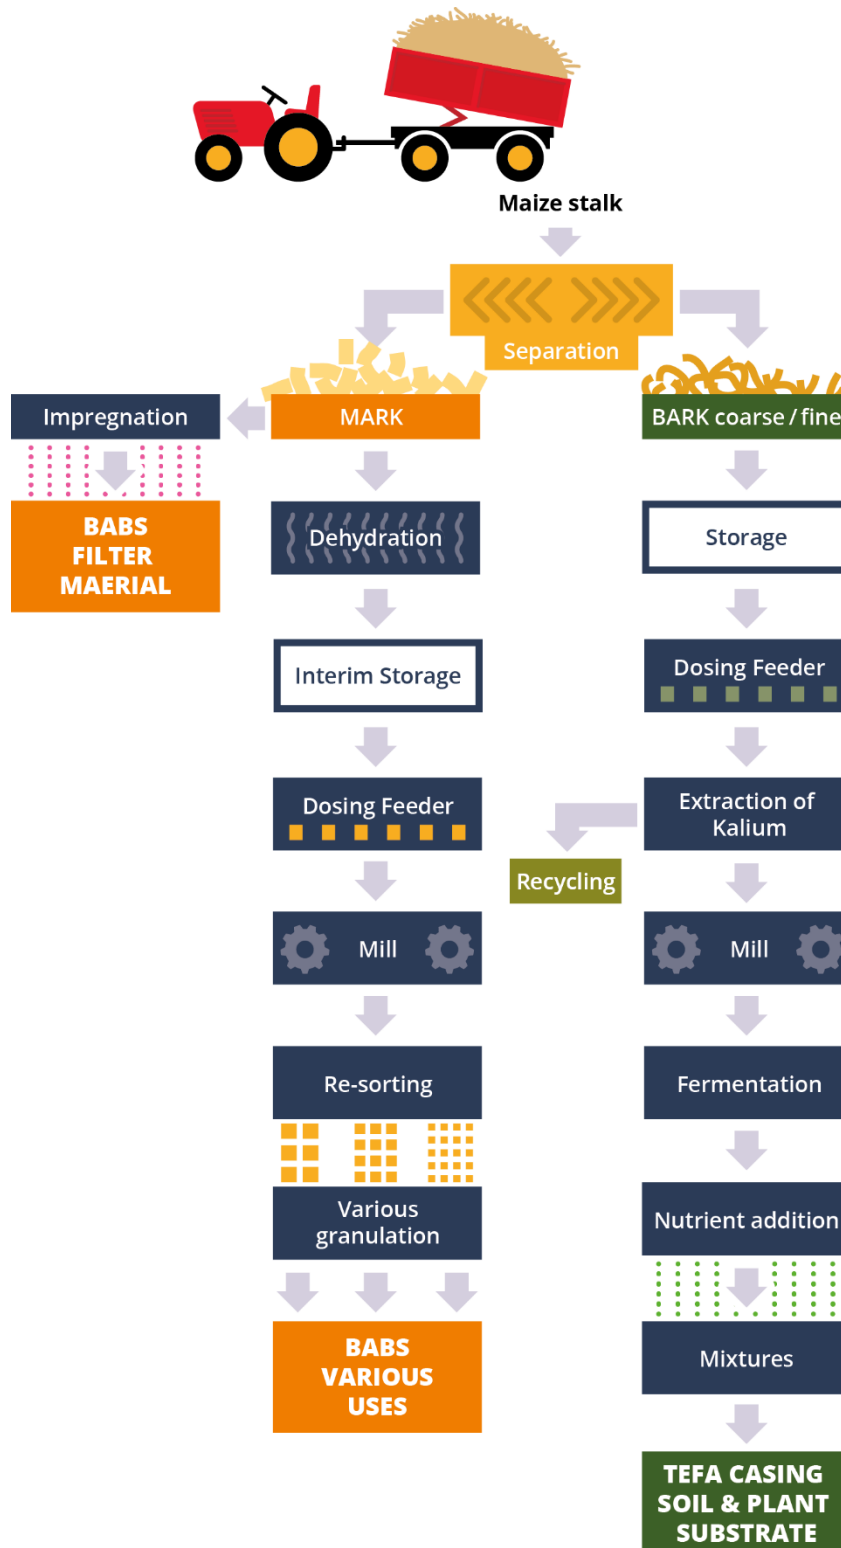 Maize stalk
Separation
Impregnation
MARK
BARK coarse / fine
BABS
FILTER
MAERIAL
Dehydration
Storage
Interim Storage
Dosing Feeder
Dosing Feeder
Extraction of
Kalium
Recycling
Mill
Mill
Re-sorting
Fermentation
Various
granulation
Nutrient addition
BABS
VARIOUS
USES
Mixtures
TEFA CASING
SOIL & PLANT
SUBSTRATE